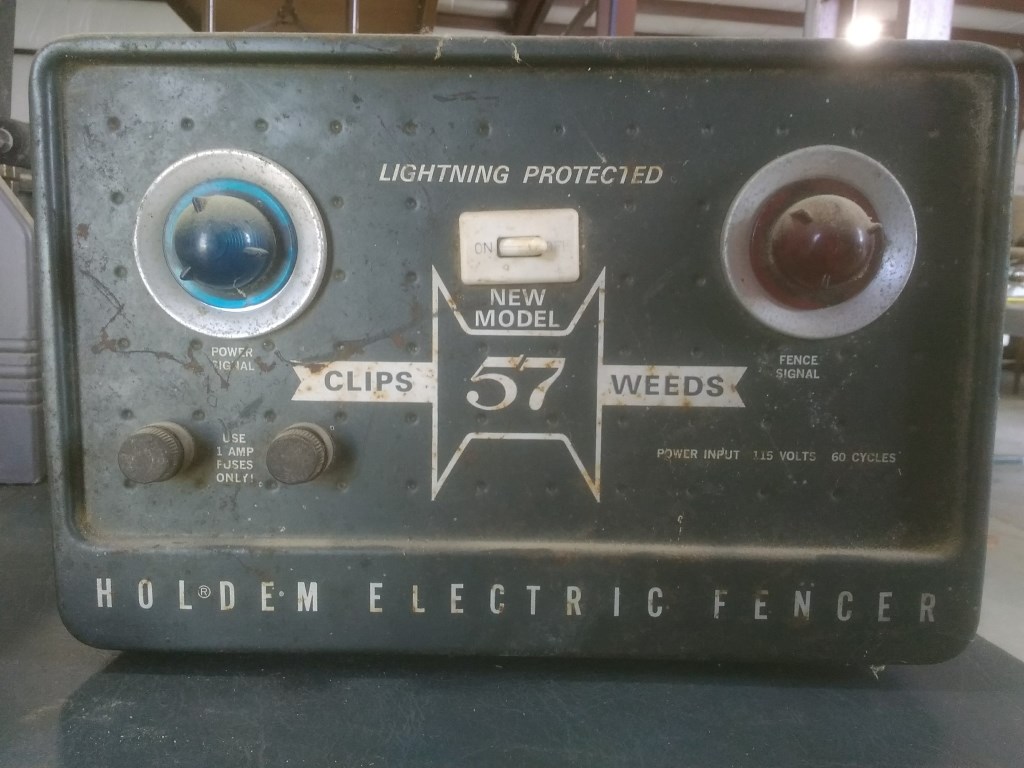 LIGHTNING PROTECTED
ON
NEW
MODEL
POWER
SIGNAL
FENCE
SIGNAL
CLIPS 57 WEEDS
USE
1 AMP
FUSES
ONLY!
POWER INPUT 115 VOLTS 60 CYCLES
HOL®DE·M ELECTRIC FENCER